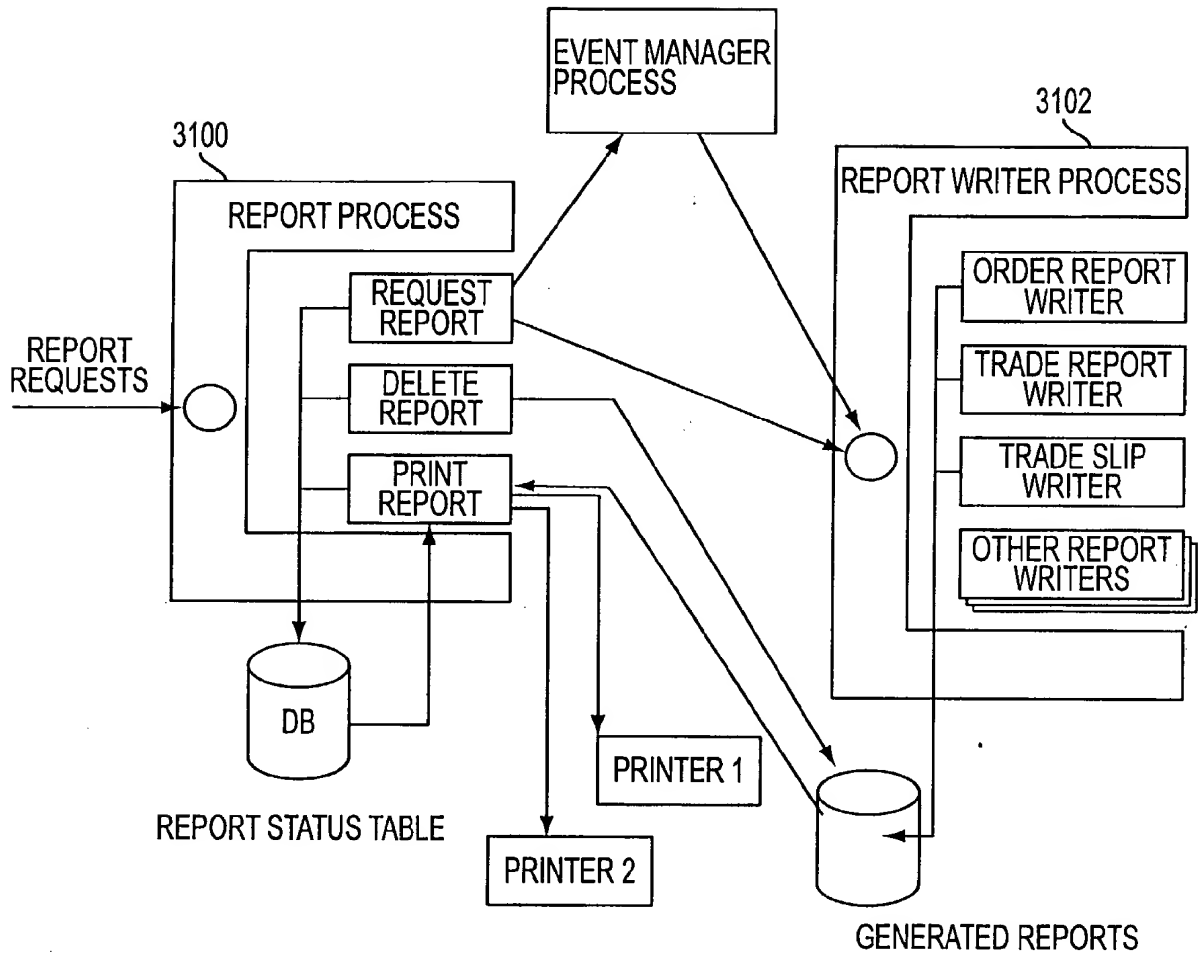 EVENT MANAGER
PROCESS
3100
3102
REPORT PROCESS
REPORT WRITER PROCESS
REQUEST
REPORT
ORDER REPORT
WRITER
REPORT
REQUESTS
DELETE
REPORT
TRADE REPORT
WRITER
PRINT
REPORT
TRADE SLIP
WRITER
OTHER REPORT
WRITERS
DB
PRINTER 1
REPORT STATUS TABLE
PRINTER 2
GENERATED REPORTS